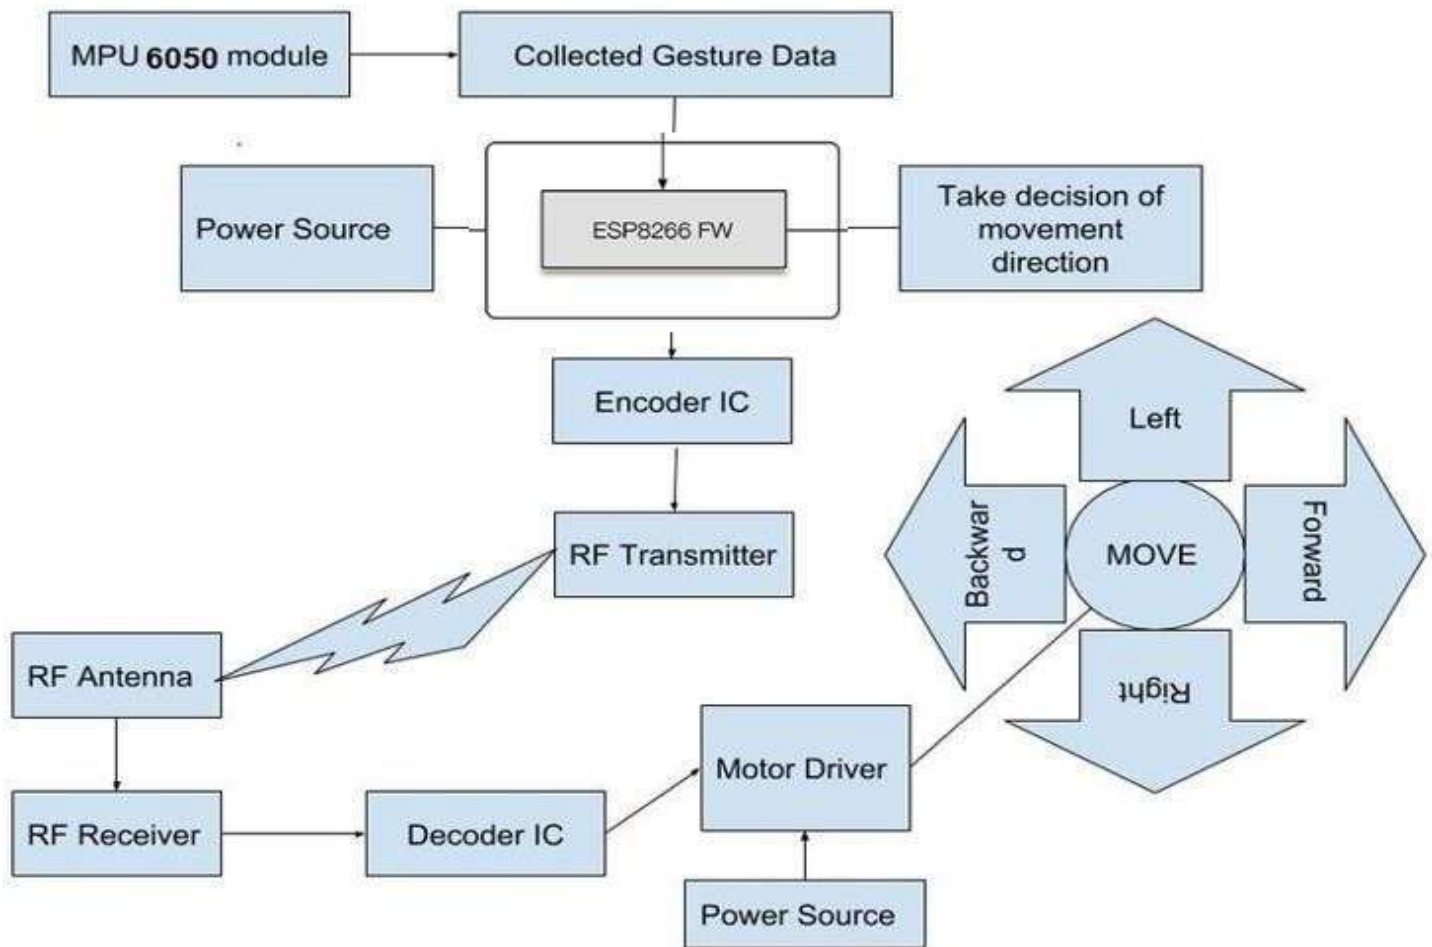 MPU 6050 module
Collected Gesture Data
Power Source
ESP8266 FW
Take decision of
movement
direction
Encoder IC
Left
Backwar
d
MOVE
Forward
RF Transmitter
RF Antenna
Right
Motor Driver
RF Receiver
Decoder IC
Power Source